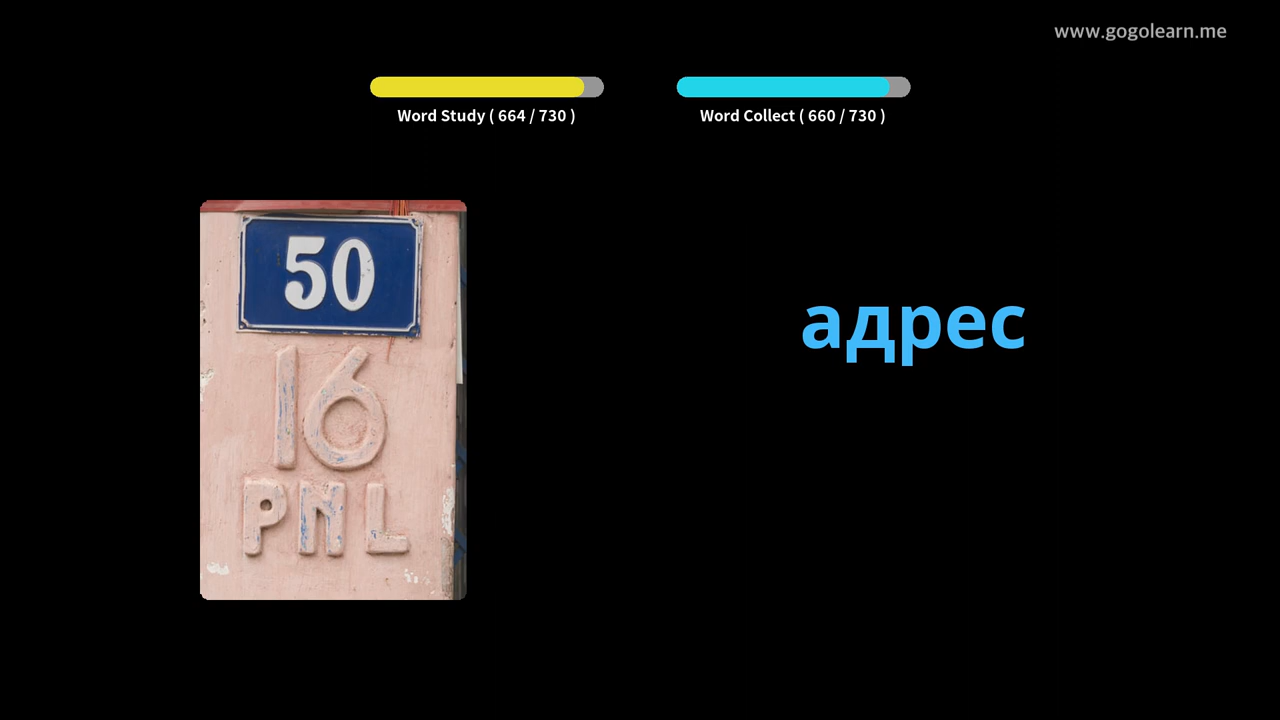 www.gogolearn.me
Word Study ( 664 / 730 )
Word Collect ( 660 / 730 )
50
16
PNL
адрес